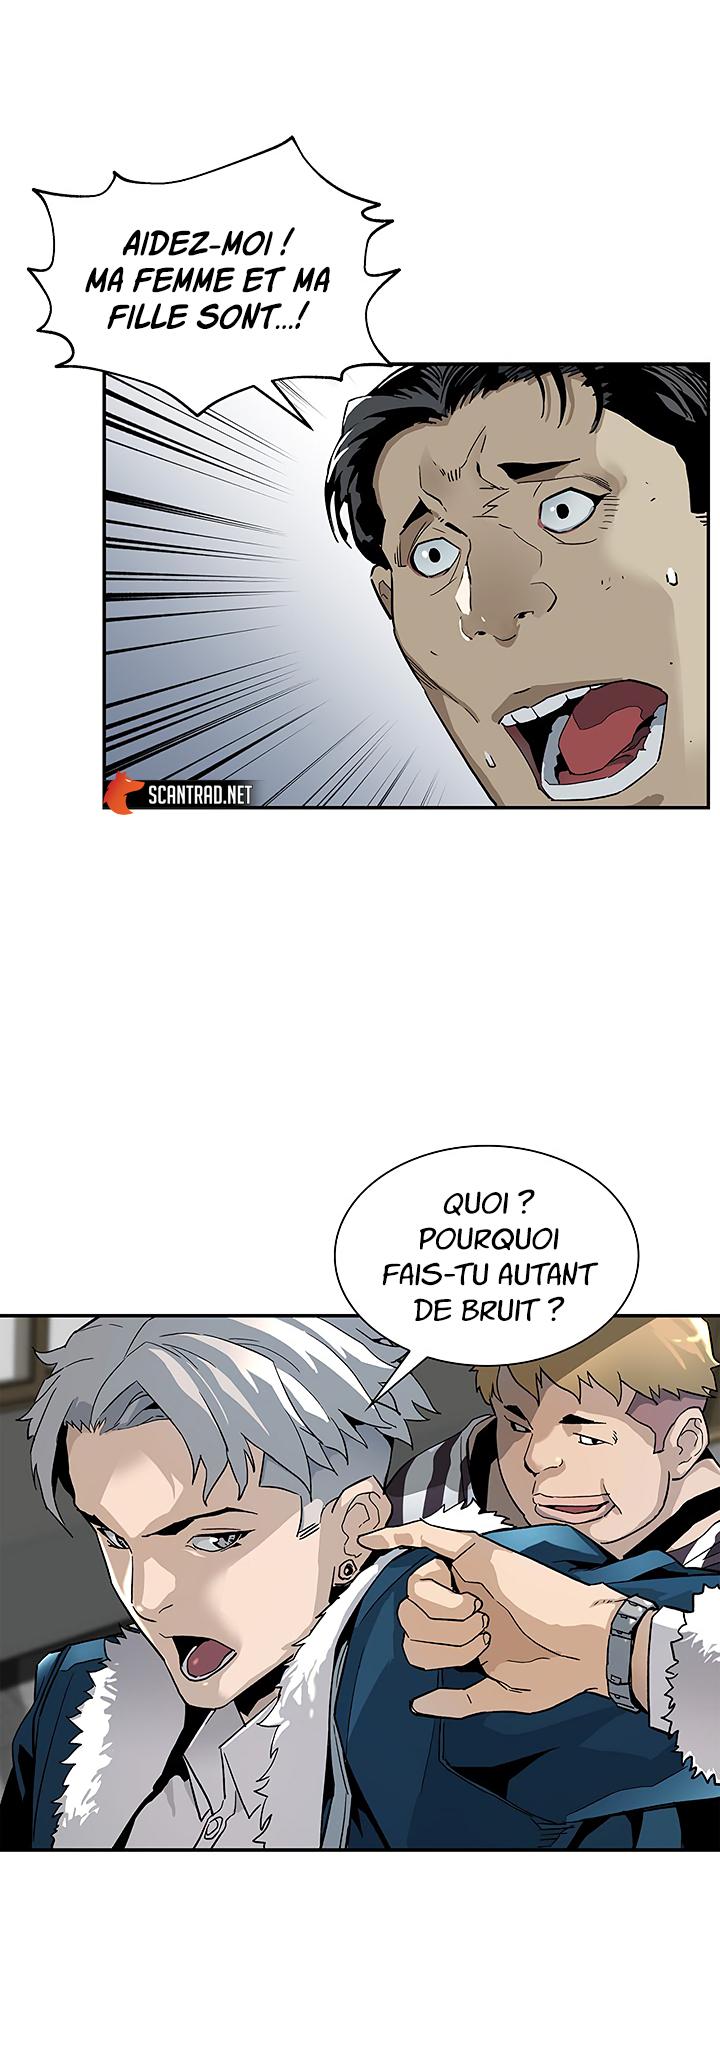 AIDEZ-MOI !
MA FEMME ET MA
FILLE SONT...!
SCANTRAD.NET
QUOI ?
POURQUOI
FAIS-TU AUTANT
DE BRUIT ?